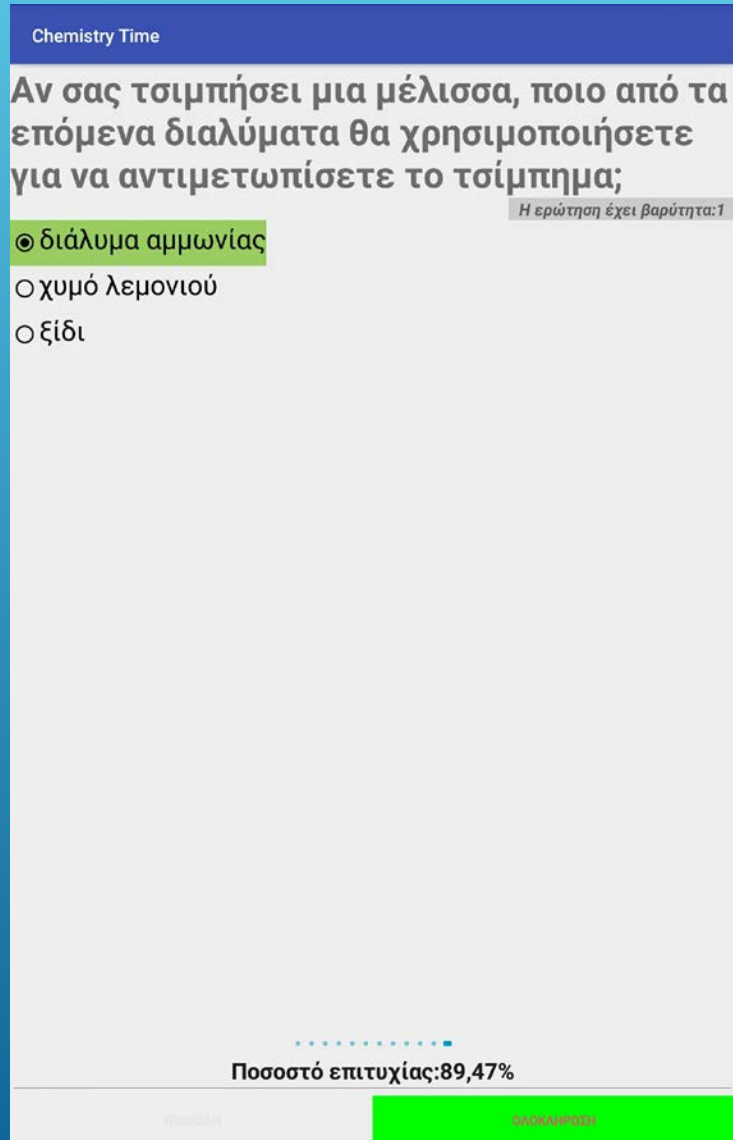 Chemistry Time
Αν σας τσιμπήσει μια μέλισσα, ποιο από τα
επόμενα διαλύματα θα χρησιμοποιήσετε
για να αντιμετωπίσετε το τσίμπημα;
Η ερώτηση έχει βαρύτητα:1
διάλυμα αμμωνίας
χυμό λεμονιού
ξίδι
Ποσοστό επιτυχίας:89,47%
ΟΛΟΚΛΗΡΩΣΗ